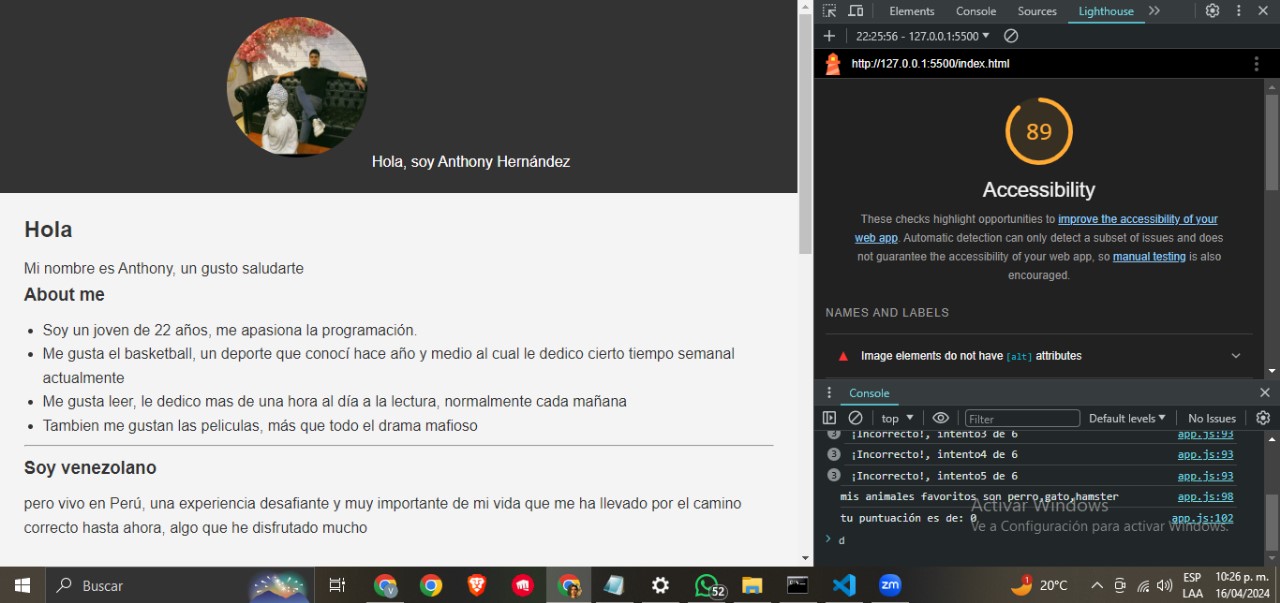 Hola, soy Anthony Hernández
Hola
Mi nombre es Anthony, un gusto saludarte
About me
Soy un joven de 22 años, me apasiona la programación.
Me gusta el basketball, un deporte que conocí hace año y medio al cual le dedico cierto tiempo semanal
actualmente
Me gusta leer, le dedico mas de una hora al día a la lectura, normalmente cada mañana
Tambien me gustan las peliculas, más que todo el drama mafioso
Soy venezolano
pero vivo en Perú, una experiencia desafiante y muy importante de mi vida que me ha llevado por el camino
correcto hasta ahora, algo que he disfrutado mucho
Elements Console Sources Lighthouse
22:25:56 - 127.0.0.1:5500
http://127.0.0.1:5500/index.html
89
Accessibility
These checks highlight opportunities to improve the accessibility of your
web app. Automatic detection can only detect a subset of issues and does
not guarantee the accessibility of your web app, so manual testing is also
encouraged.
NAMES AND LABELS
Image elements do not have [alt] attributes
Console
top Filter Default levels No Issues
3 ¡Incorrecto!, intento3 de 6 app.js:93
3 ¡Incorrecto!, intento4 de 6 app.js:93
3 ¡Incorrecto!, intento5 de 6 app.js:93
mis animales favoritos son perro,gato,hamster app.js:98
tu puntuación es de: 0 app.js:102
d
Activar Windows
Ve a Configuración para activar Windows.
Buscar
V
52
zm
1
20°C
ESP
LAA
10:26 p. m.
16/04/2024